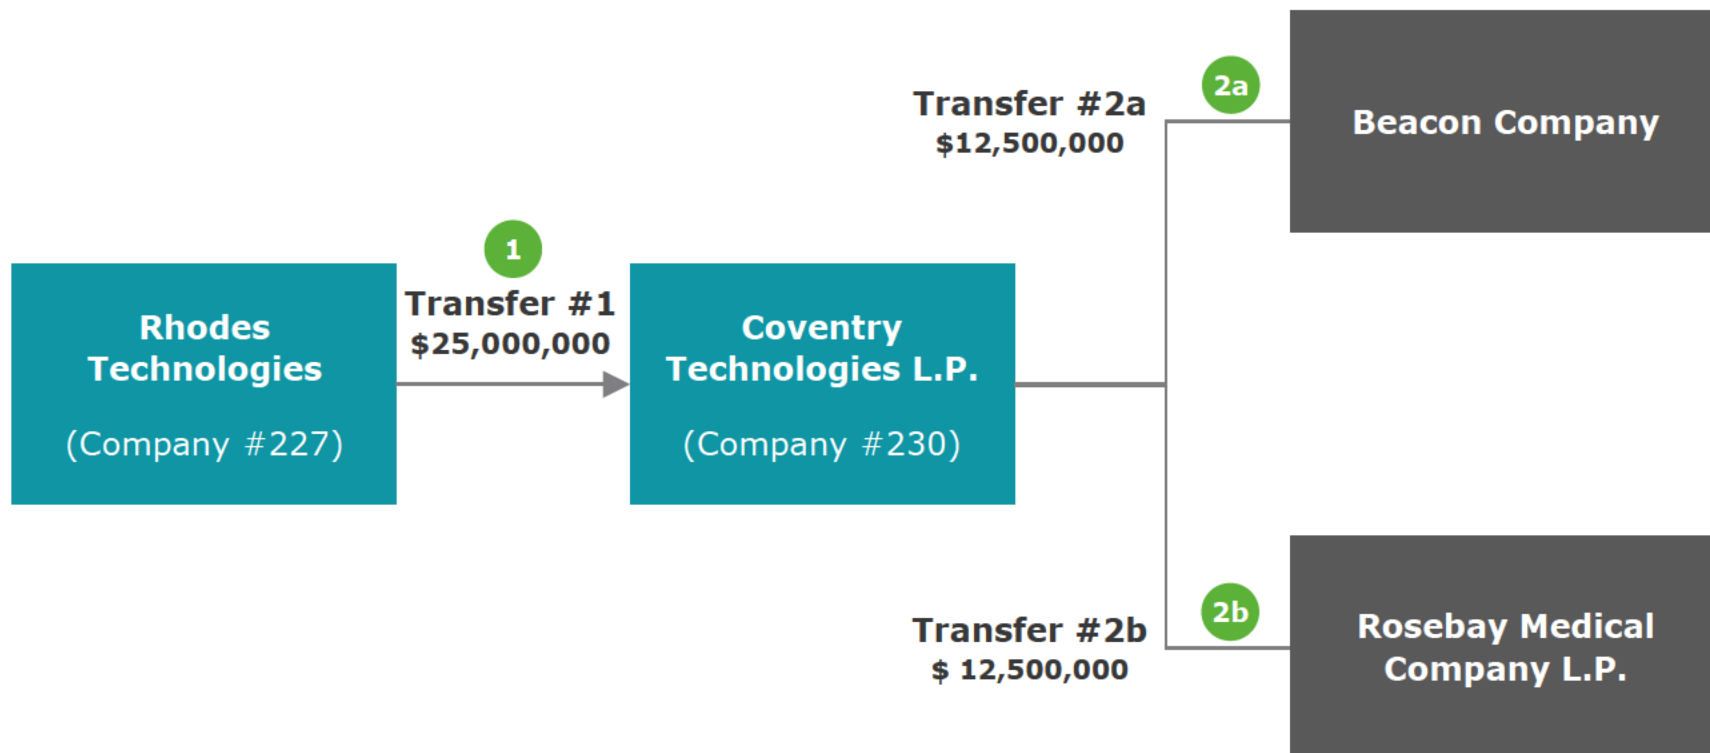 Rhodes
Technologies
(Company #227)
1
Transfer #1
$25,000,000
Coventry
Technologies L.P.
(Company #230)
2a
Transfer #2a
$12,500,000
Beacon Company
2b
Transfer #2b
$ 12,500,000
Rosebay Medical
Company L.P.